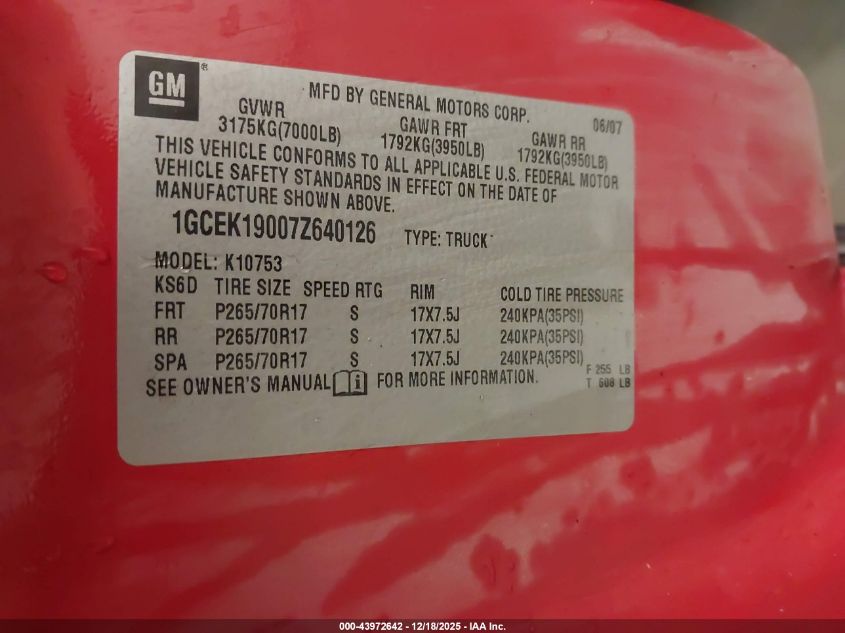 GM®
MFD BY GENERAL MOTORS CORP. 06/07
GVWR GAWR FRT GAWR RR
3175KG(7000LB) 1792KG(3950LB) 1792KG(3950LB)
THIS VEHICLE CONFORMS TO ALL APPLICABLE U.S. FEDERAL MOTOR
VEHICLE SAFETY STANDARDS IN EFFECT ON THE DATE OF
MANUFACTURE SHOWN ABOVE.
1GCEK19007Z640126 TYPE: TRUCK
MODEL: K10753
KS6D TIRE SIZE SPEED RTG RIM COLD TIRE PRESSURE
FRT P265/70R17 S 17X7.5J 240KPA(35PSI)
RR P265/70R17 S 17X7.5J 240KPA(35PSI)
SPA P265/70R17 S 17X7.5J 240KPA(35PSI)
F 255 LB
SEE OWNER'S MANUAL FOR MORE INFORMATION. T 608 LB
000-43972642 - 12/18/2025 - IAA Inc.